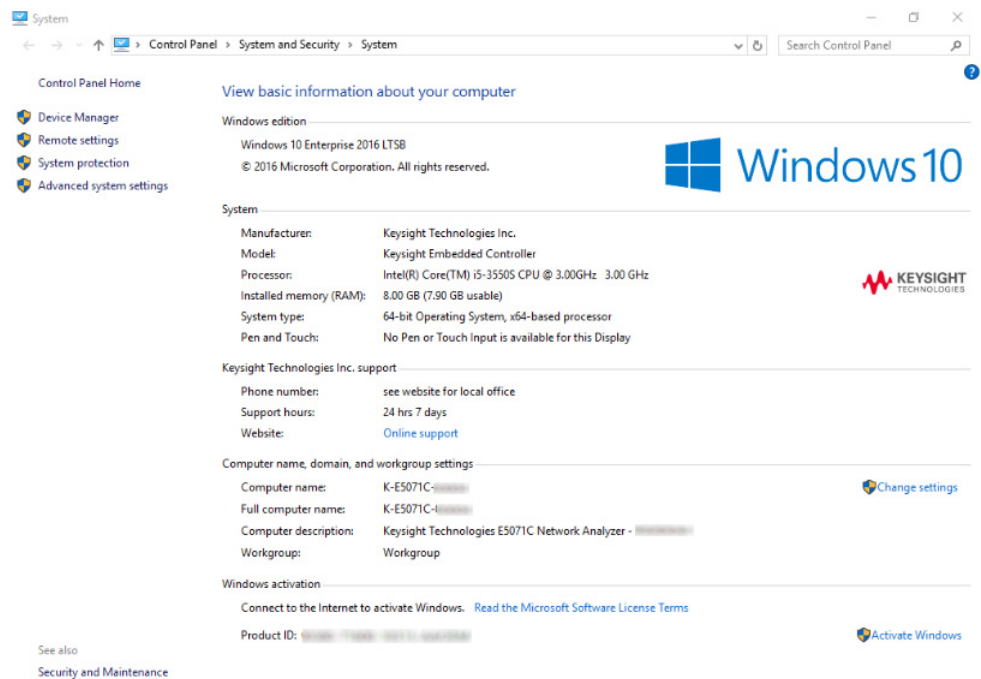 System
Control Panel > System and Security > System
Search Control Panel
Control Panel Home
Device Manager
Remote settings
System protection
Advanced system settings
See also
Security and Maintenance
View basic information about your computer
Windows edition
Windows 10 Enterprise 2016 LTSB
© 2016 Microsoft Corporation. All rights reserved.
Windows 10
System
Manufacturer: Keysight Technologies Inc.
Model: Keysight Embedded Controller
Processor: Intel(R) Core(TM) i5-3550S CPU @ 3.00GHz 3.00 GHz
Installed memory (RAM): 8.00 GB (7.90 GB usable)
System type: 64-bit Operating System, x64-based processor
Pen and Touch: No Pen or Touch Input is available for this Display
KEYSIGHT
TECHNOLOGIES
Keysight Technologies Inc. support
Phone number: see website for local office
Support hours: 24 hrs 7 days
Website: Online support
Computer name, domain, and workgroup settings
Computer name: K-E5071C-
Full computer name: K-E5071C-
Computer description: Keysight Technologies E5071C Network Analyzer -
Workgroup: Workgroup
Change settings
Windows activation
Connect to the Internet to activate Windows. Read the Microsoft Software License Terms
Product ID:
Activate Windows